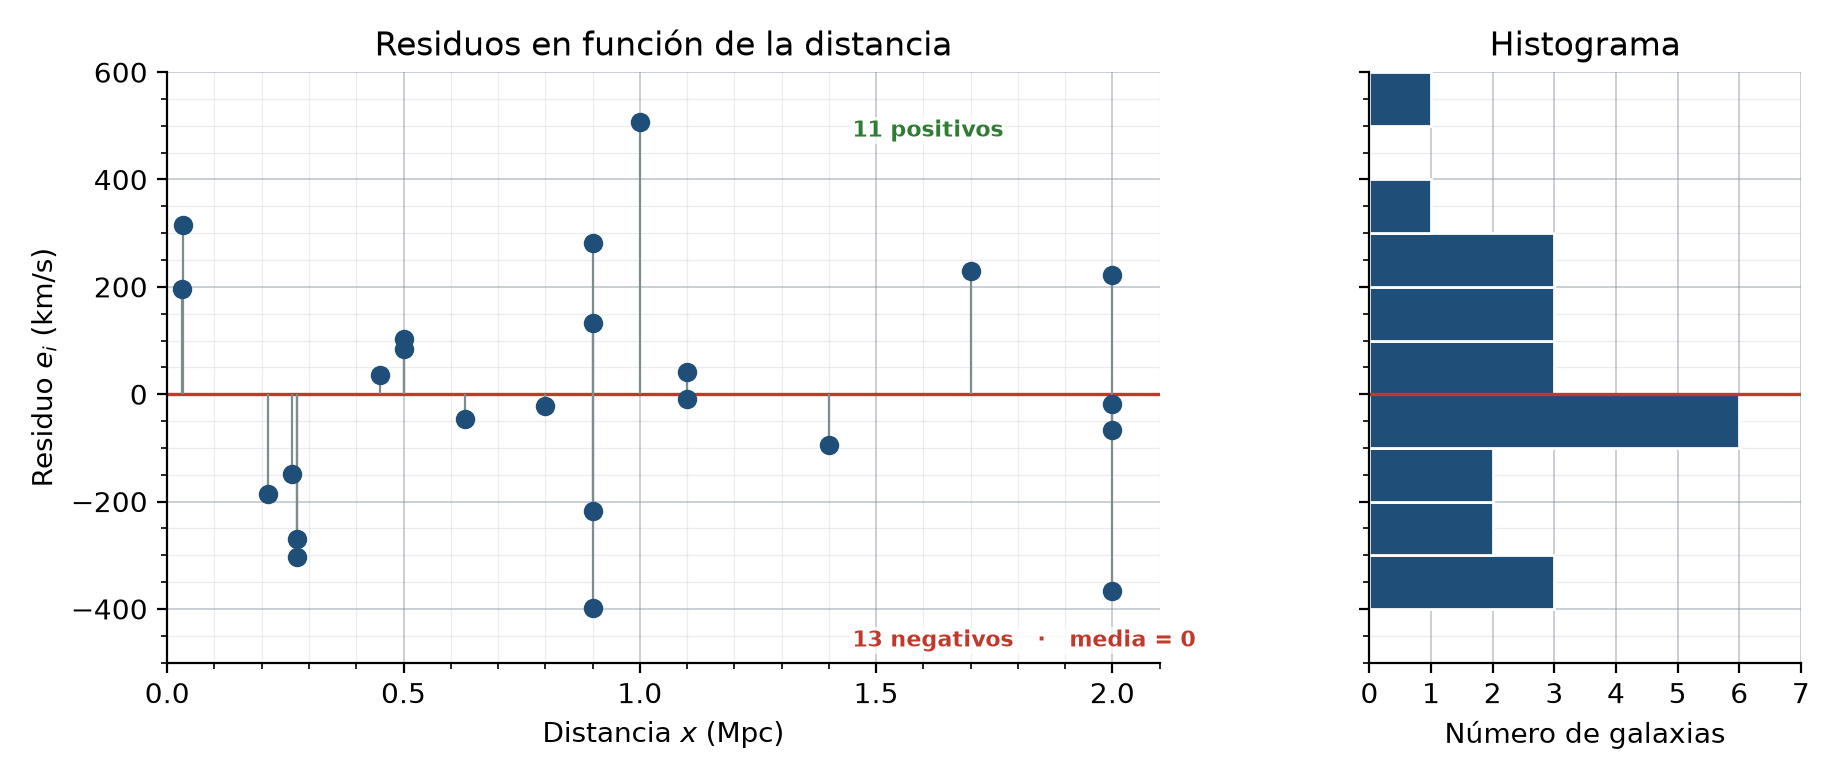 Residuos en función de la distancia
600
400
200
0
−200
−400
Residuo eᵢ (km/s)
11 positivos
13 negativos · media = 0
0.0 0.5 1.0 1.5 2.0
Distancia x (Mpc)
Histograma
0 1 2 3 4 5 6 7
Número de galaxias